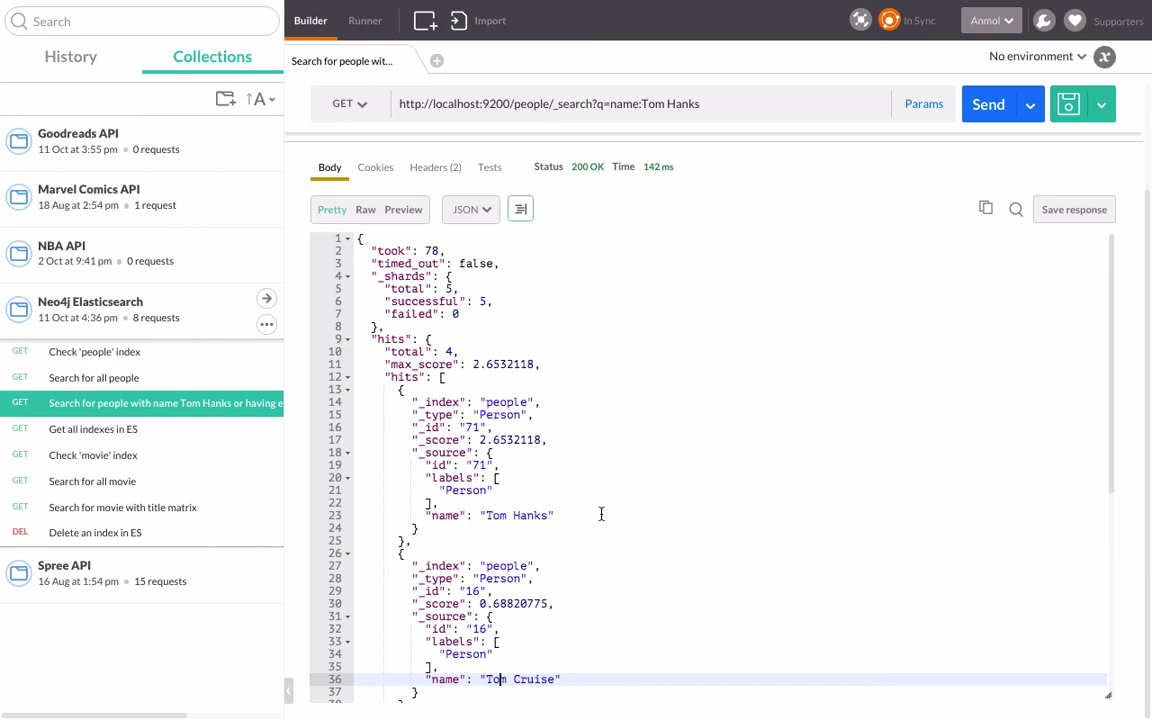 Search
Builder
Runner
Import
In Sync
Anmol
Supporters
History
Collections
Search for people wit...
No environment
x
A
GET
http://localhost:9200/people/_search?q=name:Tom Hanks
Params
Send
Goodreads API
11 Oct at 3:55 pm • 0 requests
Marvel Comics API
18 Aug at 2:54 pm • 1 request
NBA API
2 Oct at 9:41 pm • 0 requests
Neo4j Elasticsearch
11 Oct at 4:36 pm • 8 requests
GET Check 'people' index
GET Search for all people
GET Search for people with name Tom Hanks or having e
GET Get all indexes in ES
GET Check 'movie' index
GET Search for all movie
GET Search for movie with title matrix
DEL Delete an index in ES
Spree API
16 Aug at 1:54 pm • 15 requests
Body
Cookies
Headers (2)
Tests
Status 200 OK Time 142 ms
Pretty Raw Preview
JSON
Save response
1 {
2 "took": 78,
3 "timed_out": false,
4 "_shards": {
5 "total": 5,
6 "successful": 5,
7 "failed": 0
8 },
9 "hits": {
10 "total": 4,
11 "max_score": 2.6532118,
12 "hits": [
13 {
14 "_index": "people",
15 "_type": "Person",
16 "_id": "71",
17 "_score": 2.6532118,
18 "_source": {
19 "id": "71",
20 "labels": [
21 "Person"
22 ],
23 "name": "Tom Hanks"
24 }
25 },
26 {
27 "_index": "people",
28 "_type": "Person",
29 "_id": "16",
30 "_score": 0.68820775,
31 "_source": {
32 "id": "16",
33 "labels": [
34 "Person"
35 ],
36 "name": "Tom Cruise"
37 }